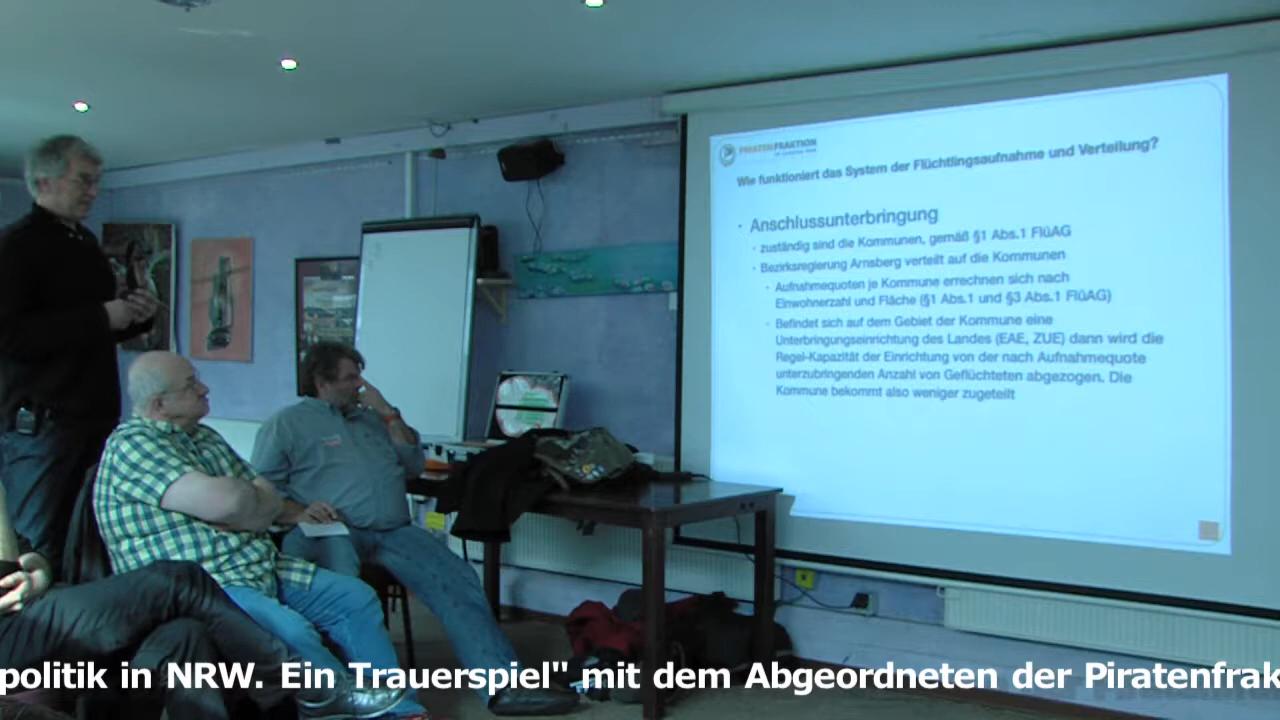 PIRATENFRAKTION
Wie funktioniert das System der Flüchtlingsaufnahme und Verteilung?
· Anschlussunterbringung
· zuständig sind die Kommunen, gemäß §1 Abs.1 FlüAG
· Bezirksregierung Arnsberg verteilt auf die Kommunen
· Aufnahmequoten je Kommune errechnen sich nach
Einwohnerzahl und Fläche (§1 Abs.1 und §3 Abs.1 FlüAG)
· Befindet sich auf dem Gebiet der Kommune eine
Unterbringungseinrichtung des Landes (EAE, ZUE) dann wird die
Regel-Kapazität der Einrichtung von der nach Aufnahmequote
unterzubringenden Anzahl von Geflüchteten abgezogen. Die
Kommune bekommt also weniger zugeteilt
politik in NRW. Ein Trauerspiel" mit dem Abgeordneten der Piratenfrak